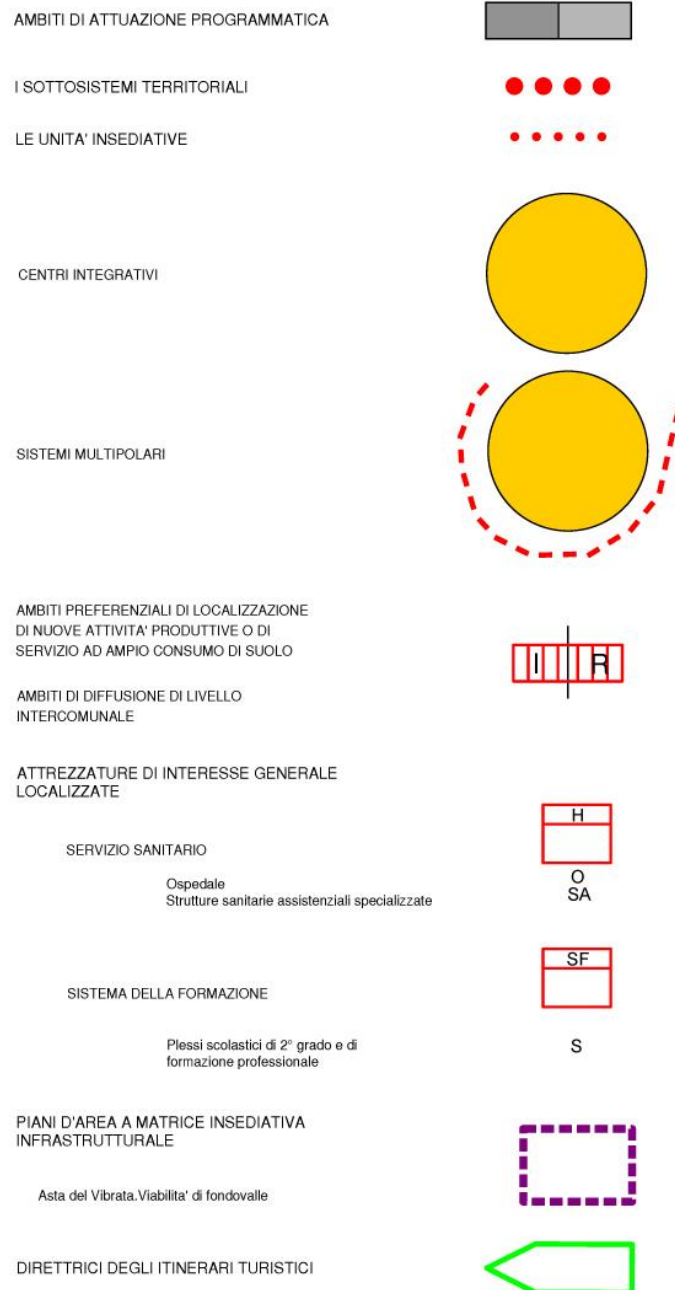 AMBITI DI ATTUAZIONE PROGRAMMATICA
I SOTTOSISTEMI TERRITORIALI
LE UNITA' INSEDIATIVE
CENTRI INTEGRATIVI
SISTEMI MULTIPOLARI
AMBITI PREFERENZIALI DI LOCALIZZAZIONE
DI NUOVE ATTIVITA' PRODUTTIVE O DI
SERVIZIO AD AMPIO CONSUMO DI SUOLO
I R
AMBITI DI DIFFUSIONE DI LIVELLO
INTERCOMUNALE
ATTREZZATURE DI INTERESSE GENERALE
LOCALIZZATE
H
SERVIZIO SANITARIO
Ospedale O
Strutture sanitarie assistenziali specializzate SA
SF
SISTEMA DELLA FORMAZIONE
Plessi scolastici di 2° grado e di S
formazione professionale
PIANI D'AREA A MATRICE INSEDIATIVA
INFRASTRUTTURALE
Asta del Vibrata.Viabilita' di fondovalle
DIRETTRICI DEGLI ITINERARI TURISTICI